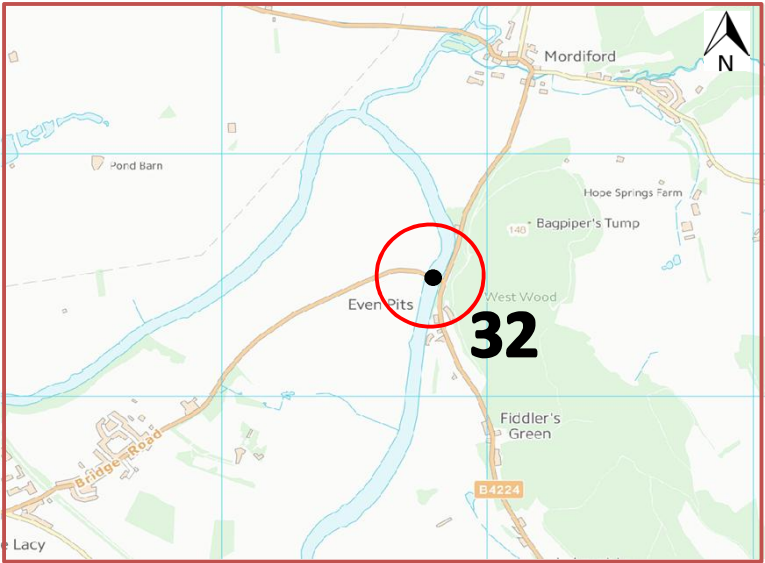 Mordiford
N
Pond Barn
Hope Springs Farm
148
Bagpiper's Tump
West Wood
Even Pits
32
Fiddler's
Green
Bridge Road
B4224
e Lacy